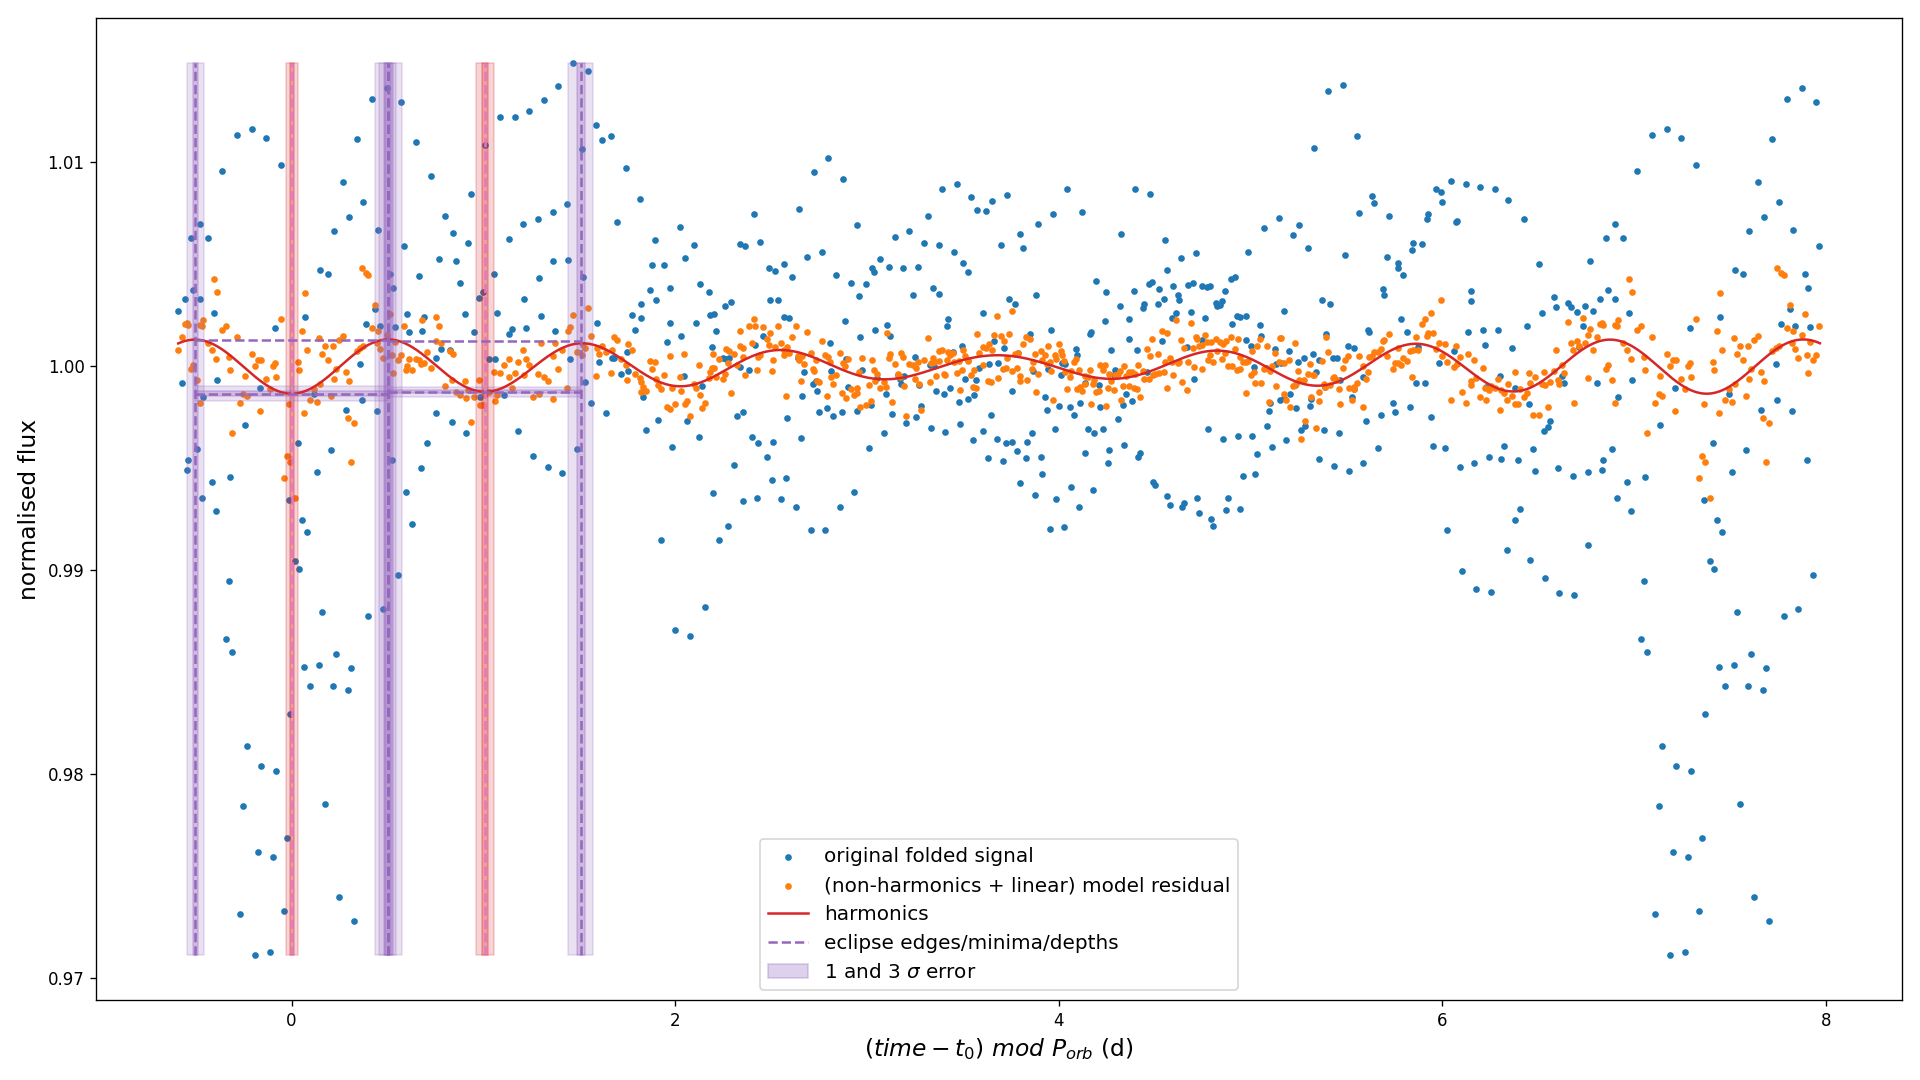 normalised flux
1.01
1.00
0.99
0.98
0.97
original folded signal
(non-harmonics + linear) model residual
harmonics
eclipse edges/minima/depths
1 and 3 σ error
0 2 4 6 8
(time − t₀) mod P_orb (d)